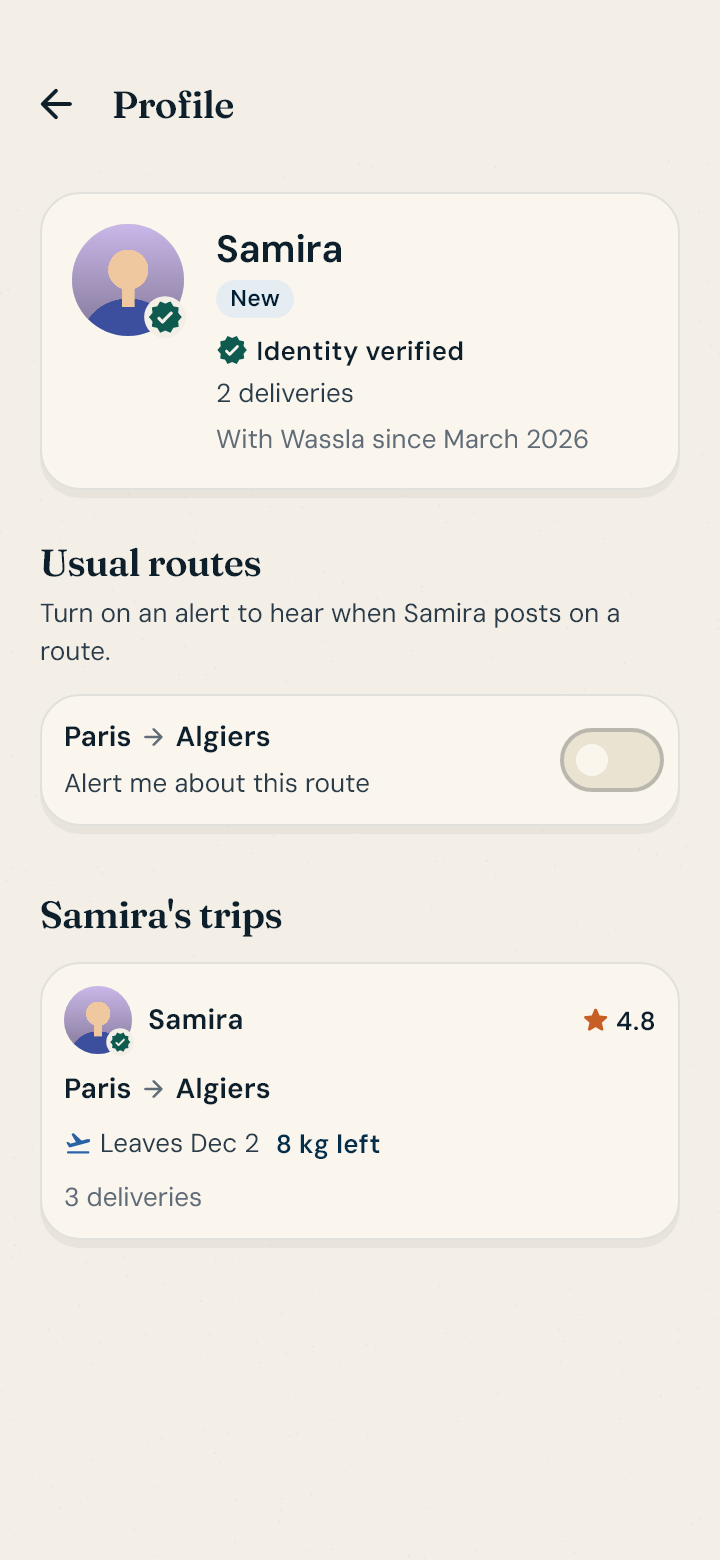 Profile
Samira
New
Identity verified
2 deliveries
With Wassla since March 2026
Usual routes
Turn on an alert to hear when Samira posts on a
route.
Paris → Algiers
Alert me about this route
Samira's trips
Samira
4.8
Paris → Algiers
Leaves Dec 2 8 kg left
3 deliveries